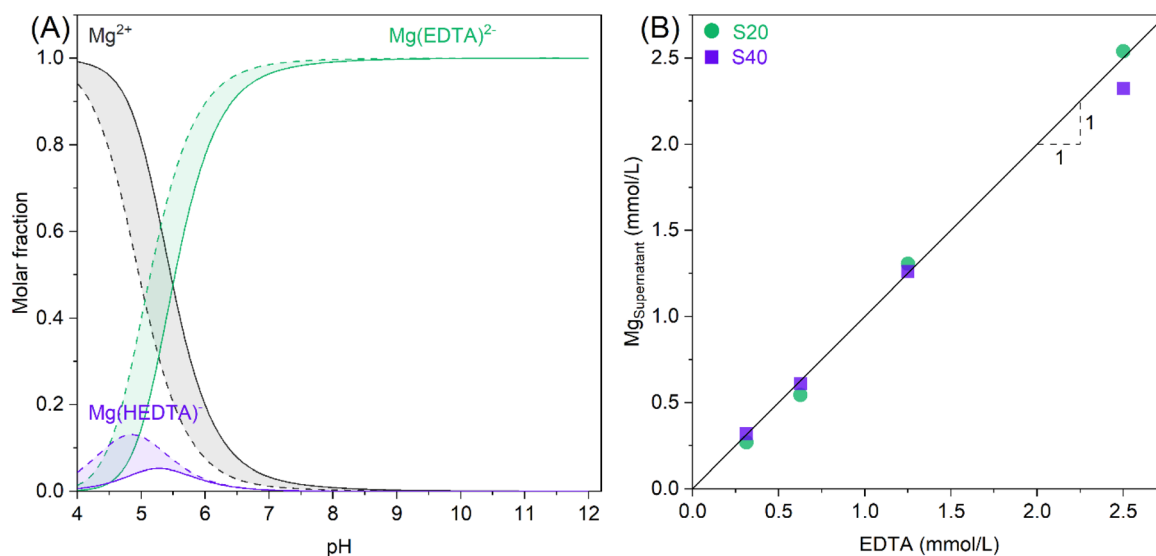 (A)
Mg²⁺
Mg(EDTA)²⁻
Mg(HEDTA)⁻
1.0
0.8
0.6
0.4
0.2
0.0
Molar fraction
4 5 6 7 8 9 10 11 12
pH
(B)
S20
S40
2.5
2.0
1.5
1.0
0.5
0.0
Mg_Supernatant (mmol/L)
1
1
0.0 0.5 1.0 1.5 2.0 2.5
EDTA (mmol/L)